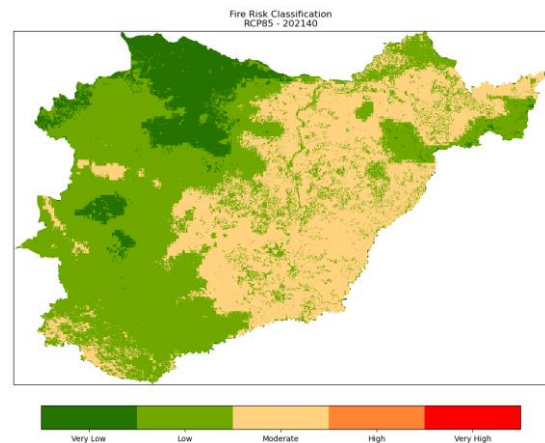 Fire Risk Classification
RCP85 - 202140
Very Low Low Moderate High Very High